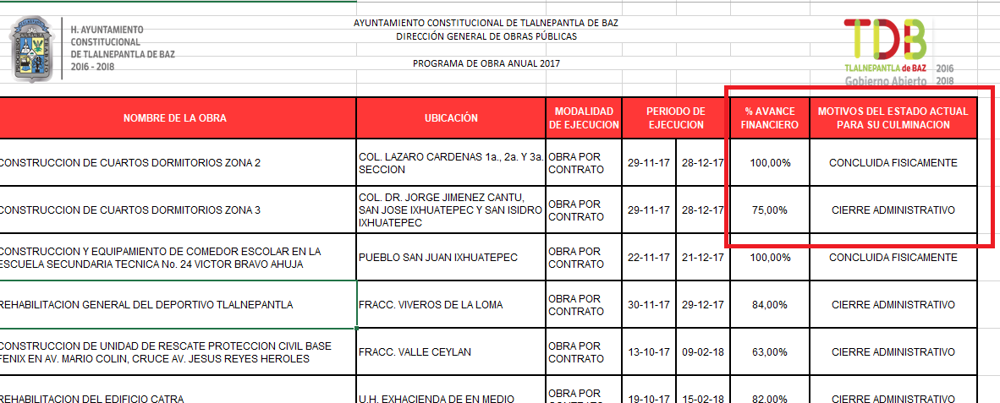 H. AYUNTAMIENTO
CONSTITUCIONAL
DE TLALNEPANTLA DE BAZ
2016 - 2018
AYUNTAMIENTO CONSTITUCIONAL DE TLALNEPANTLA DE BAZ
DIRECCIÓN GENERAL DE OBRAS PÚBLICAS
PROGRAMA DE OBRA ANUAL 2017
TDB
TLALNEPANTLA de BAZ
Gobierno Abierto
2016
2018
NOMBRE DE LA OBRA
UBICACIÓN
MODALIDAD
DE EJECUCION
PERIODO DE
EJECUCION
% AVANCE
FINANCIERO
MOTIVOS DEL ESTADO ACTUAL
PARA SU CULMINACION
CONSTRUCCION DE CUARTOS DORMITORIOS ZONA 2
COL. LAZARO CARDENAS 1a., 2a. Y 3a.
SECCION
OBRA POR
CONTRATO
29-11-17
28-12-17
100,00%
CONCLUIDA FISICAMENTE
CONSTRUCCION DE CUARTOS DORMITORIOS ZONA 3
COL. DR. JORGE JIMENEZ CANTU,
SAN JOSE IXHUATEPEC Y SAN ISIDRO
IXHUATEPEC
OBRA POR
CONTRATO
29-11-17
28-12-17
75,00%
CIERRE ADMINISTRATIVO
CONSTRUCCION Y EQUIPAMIENTO DE COMEDOR ESCOLAR EN LA
ESCUELA SECUNDARIA TECNICA No. 24 VICTOR BRAVO AHUJA
PUEBLO SAN JUAN IXHUATEPEC
OBRA POR
CONTRATO
22-11-17
21-12-17
100,00%
CONCLUIDA FISICAMENTE
REHABILITACION GENERAL DEL DEPORTIVO TLALNEPANTLA
FRACC. VIVEROS DE LA LOMA
OBRA POR
CONTRATO
30-11-17
29-12-17
84,00%
CIERRE ADMINISTRATIVO
CONSTRUCCION DE UNIDAD DE RESCATE PROTECCION CIVIL BASE
FENIX EN AV. MARIO COLIN, CRUCE AV. JESUS REYES HEROLES
FRACC. VALLE CEYLAN
OBRA POR
CONTRATO
13-10-17
09-02-18
63,00%
CIERRE ADMINISTRATIVO
REHABILITACION DEL EDIFICIO CATRA
U.H. EXHACIENDA DE EN MEDIO
OBRA POR
CONTRATO
19-10-17
15-02-18
82,00%
CIERRE ADMINISTRATIVO